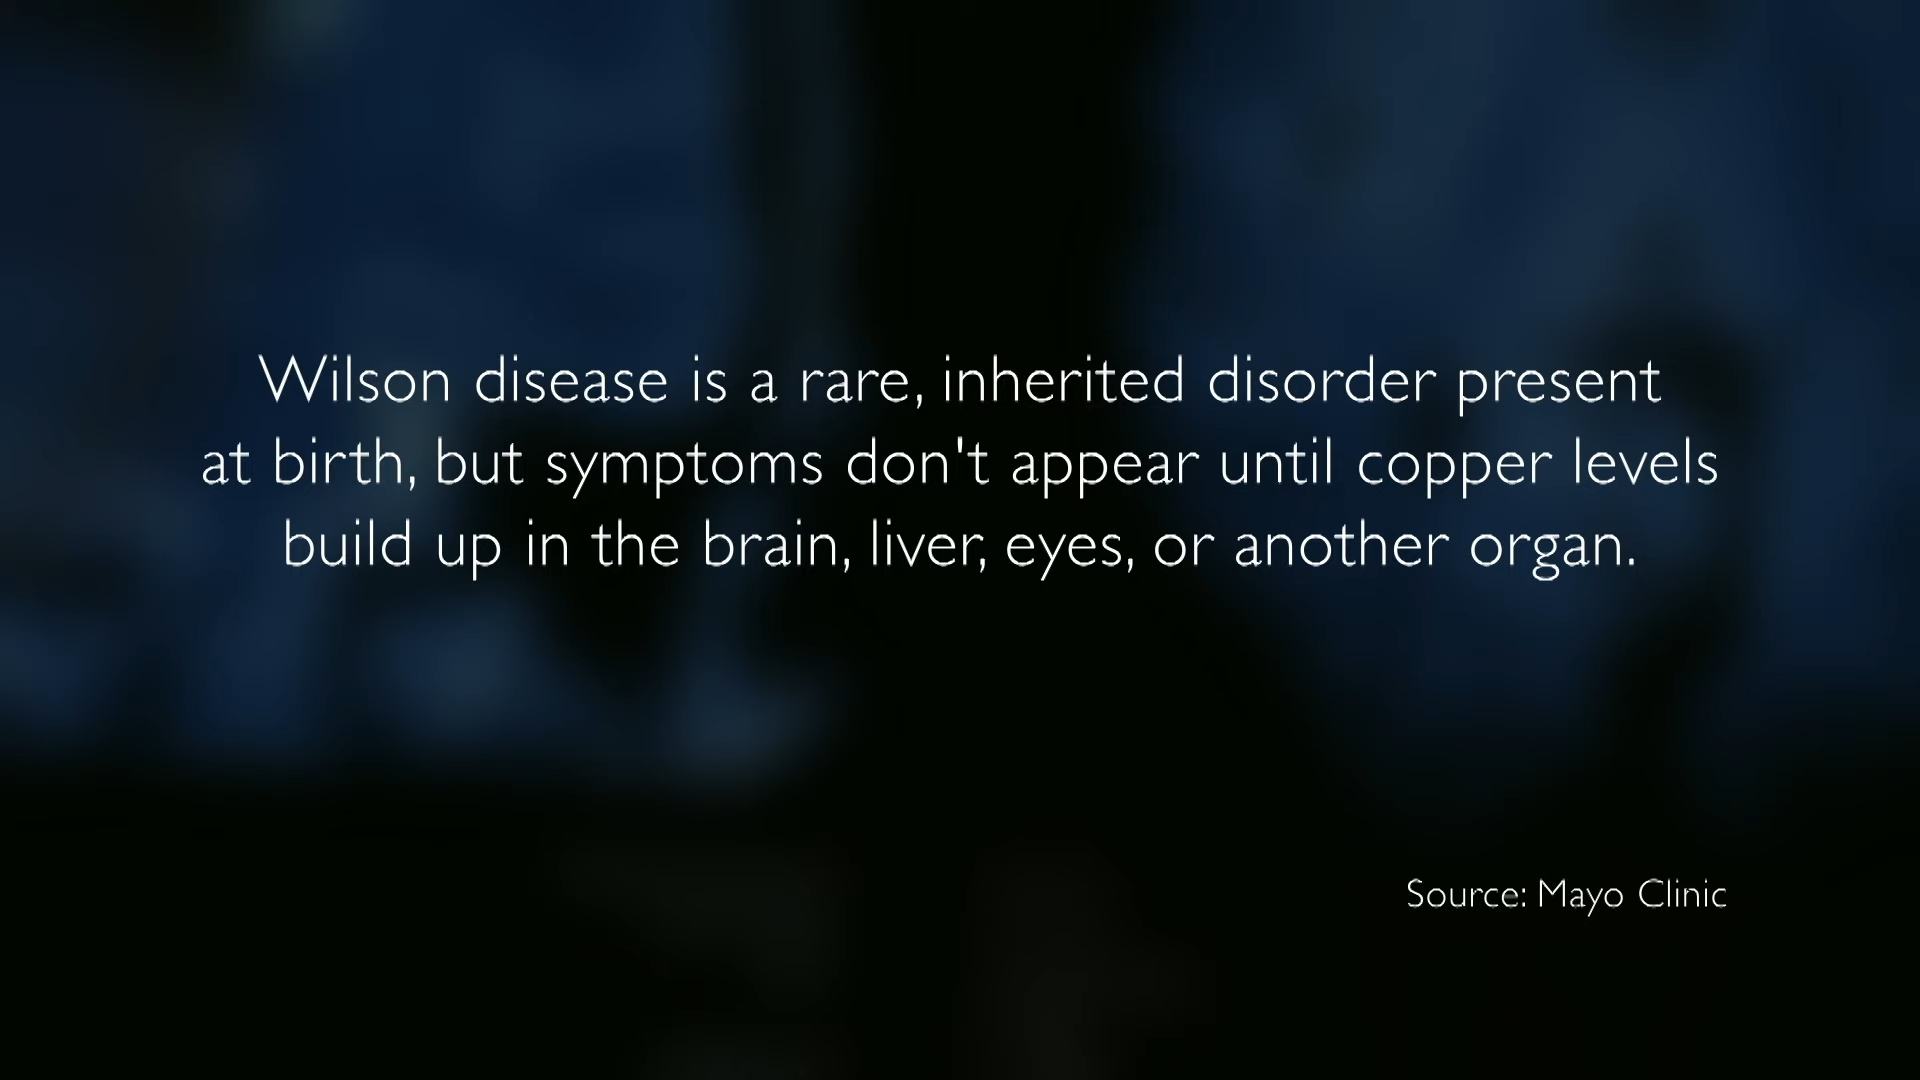 Wilson disease is a rare, inherited disorder present
at birth, but symptoms don't appear until copper levels
build up in the brain, liver, eyes, or another organ.
Source: Mayo Clinic